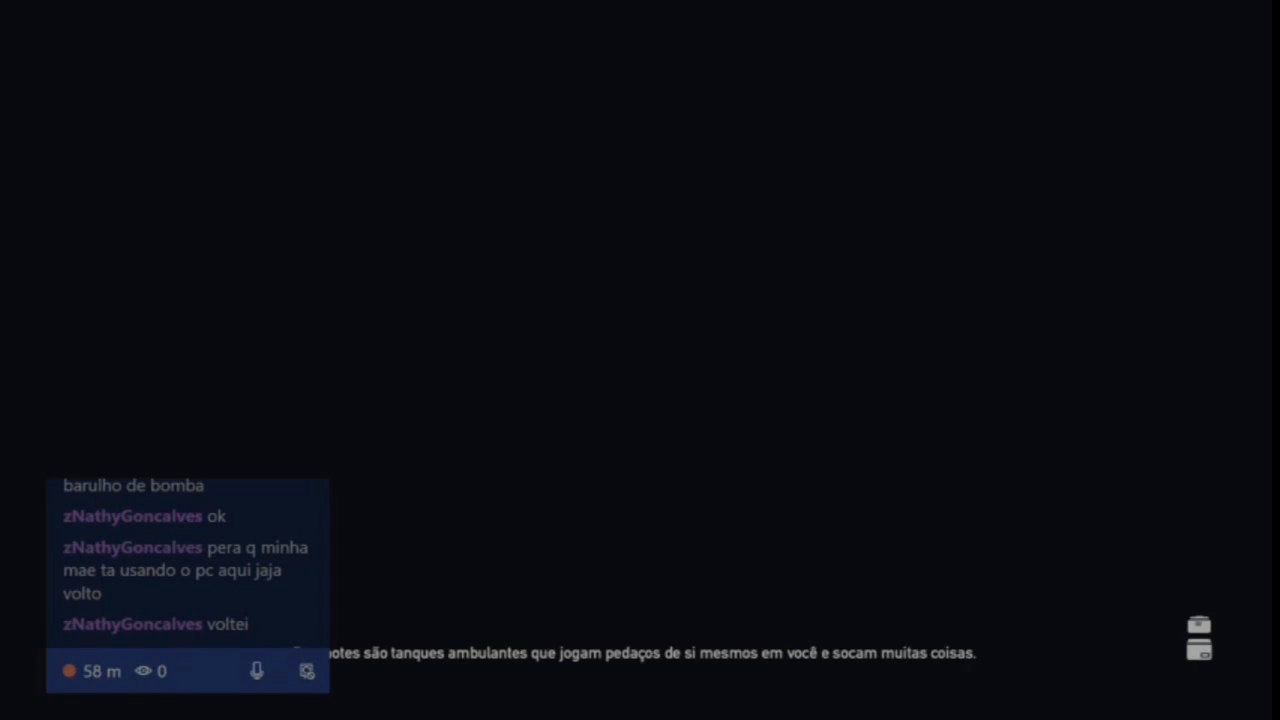 barulho de bomba
zNathyGoncalves ok
zNathyGoncalves pera q minha
mae ta usando o pc aqui jaja
volto
zNathyGoncalves voltei
são tanques ambulantes que jogam pedaços de si mesmos em você e socam muitas coisas.
58 m 0